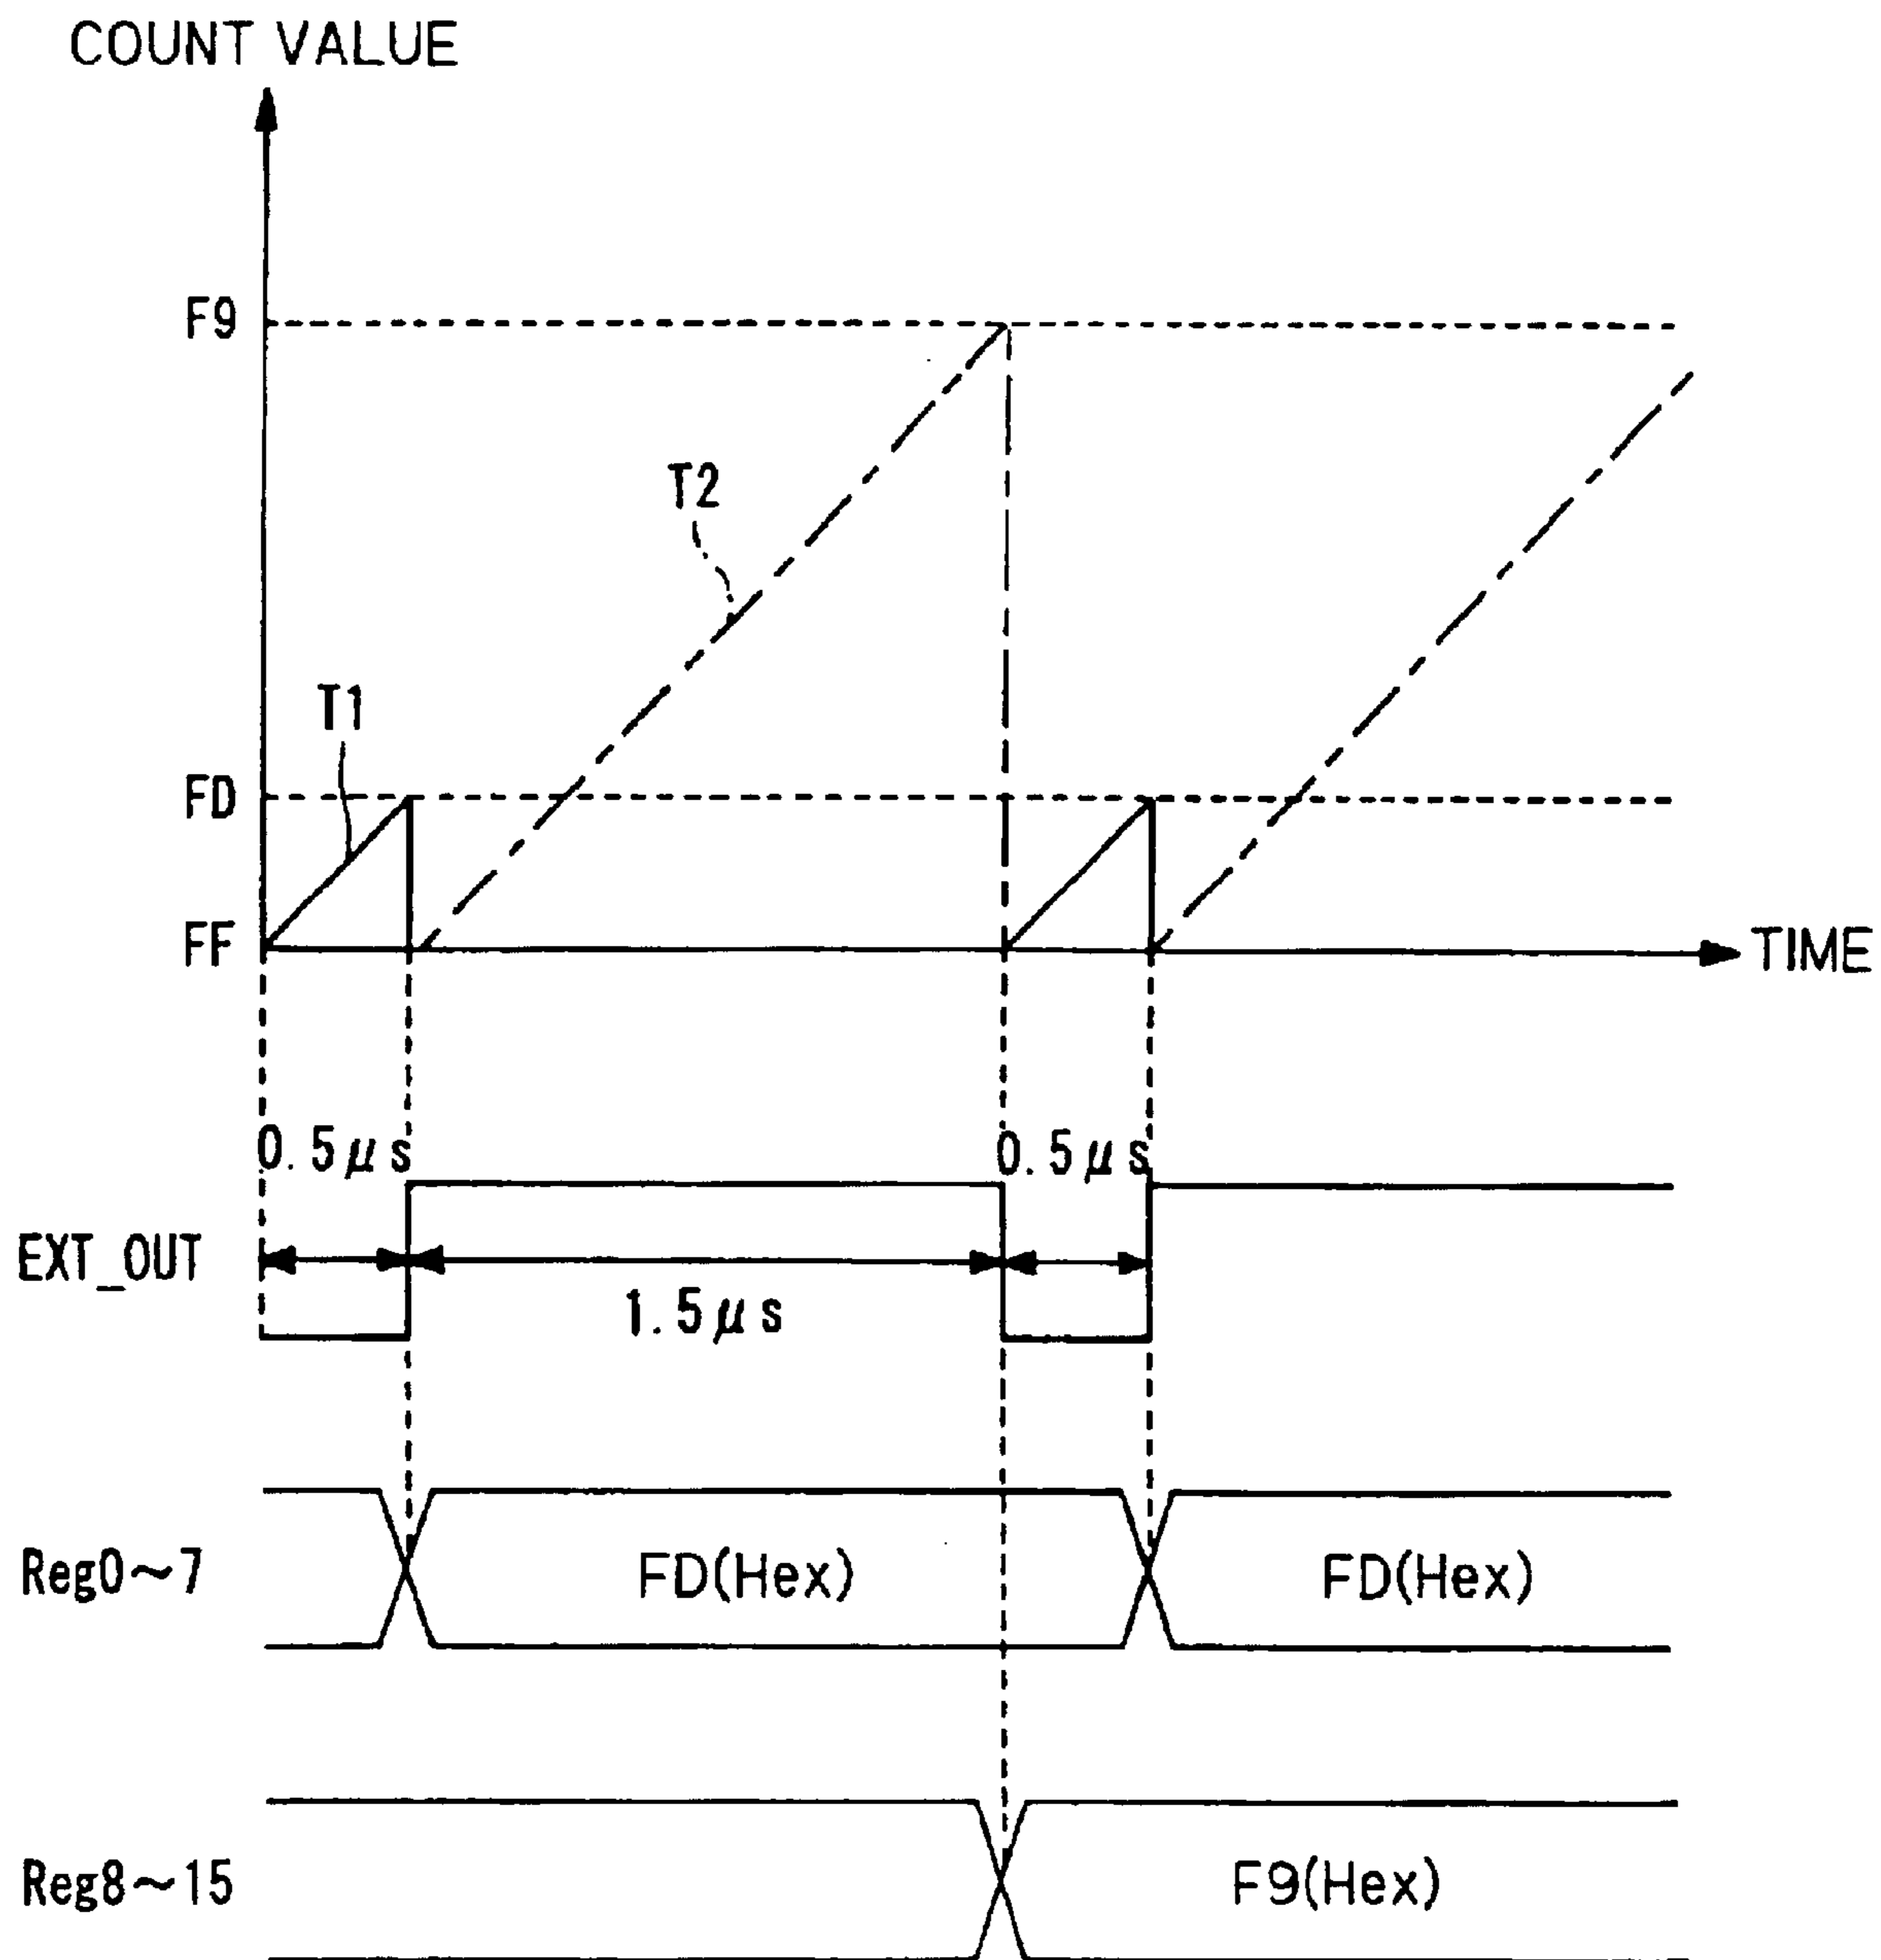 COUNT VALUE
F9
T2
T1
FD
FF
TIME
0.5μs
0.5μs
EXT_OUT
1.5μs
Reg0~7
FD(Hex)
FD(Hex)
Reg8~15
F9(Hex)